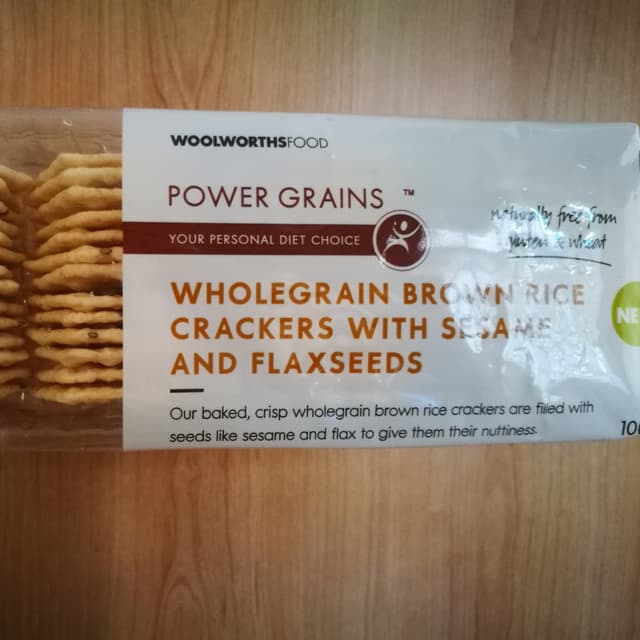 WOOLWORTHSFOOD
POWER GRAINS ™
YOUR PERSONAL DIET CHOICE
naturally free from
gluten & wheat
WHOLEGRAIN BROWN RICE
CRACKERS WITH SESAME
AND FLAXSEEDS
NE
Our baked, crisp wholegrain brown rice crackers are filled with
seeds like sesame and flax to give them their nuttiness.